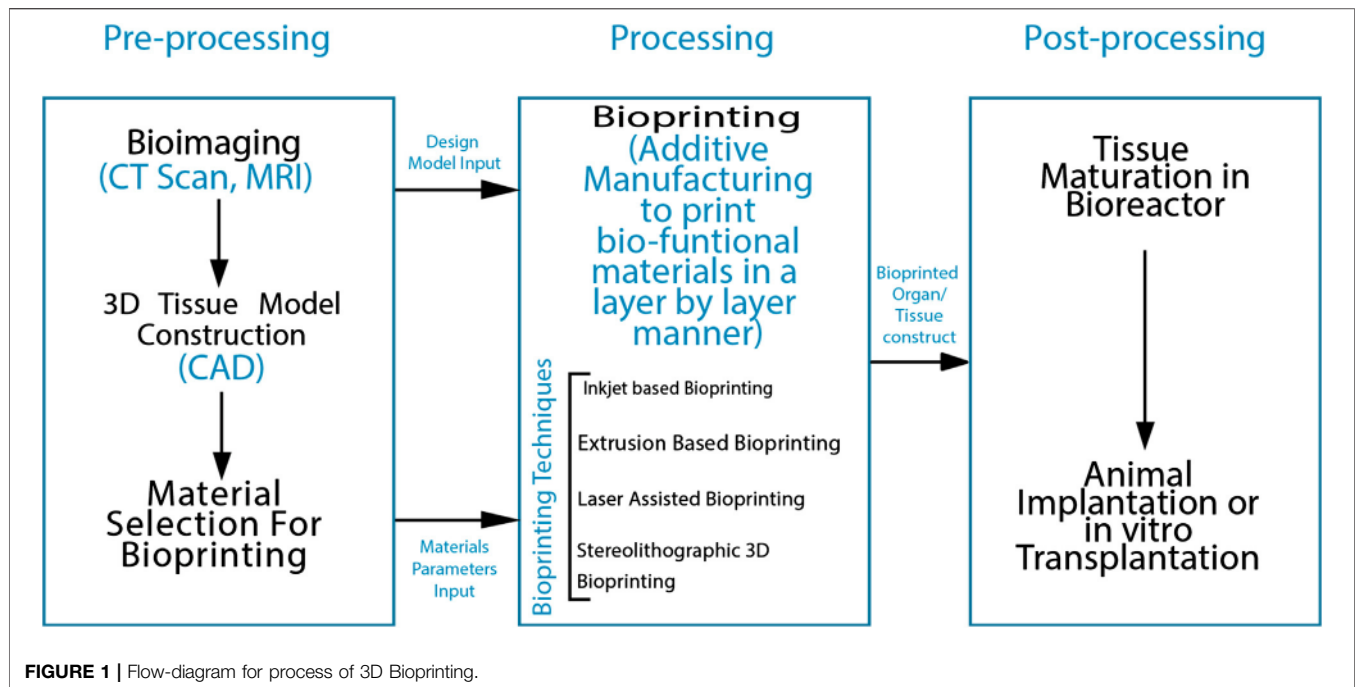 Pre-processing
Processing
Post-processing
Bioimaging
(CT Scan, MRI)
3D Tissue Model
Construction
(CAD)
Material
Selection For
Bioprinting
Design
Model Input
Materials
Parameters
Input
Bioprinting
(Additive
Manufacturing
to print
bio-funtional
materials in a
layer by layer
manner)
Bioprinting Techniques
Inkjet based Bioprinting
Extrusion Based Bioprinting
Laser Assisted Bioprinting
Stereolithographic 3D
Bioprinting
Bioprinted
Organ/
Tissue
construct
Tissue
Maturation in
Bioreactor
Animal
Implantation or
in vitro
Transplantation
FIGURE 1 | Flow-diagram for process of 3D Bioprinting.